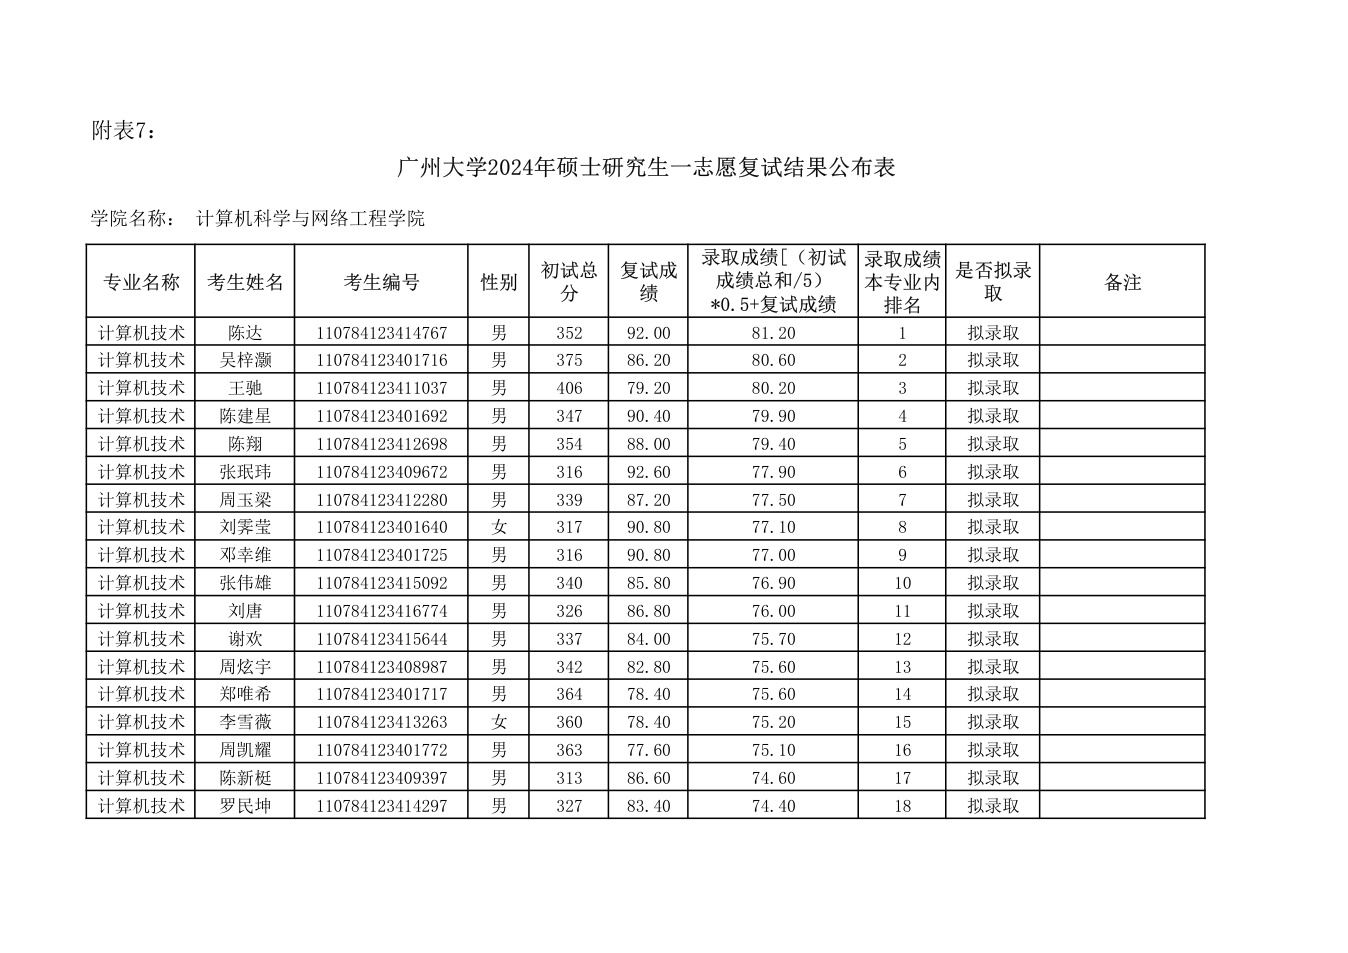 附表7：
广州大学2024年硕士研究生一志愿复试结果公布表
学院名称： 计算机科学与网络工程学院
专业名称 考生姓名 考生编号 性别 初试总分 复试成绩 录取成绩[（初试成绩总和/5）*0.5+复试成绩 录取成绩本专业内排名 是否拟录取 备注
计算机技术 陈达 110784123414767 男 352 92.00 81.20 1 拟录取
计算机技术 吴梓灏 110784123401716 男 375 86.20 80.60 2 拟录取
计算机技术 王驰 110784123411037 男 406 79.20 80.20 3 拟录取
计算机技术 陈建星 110784123401692 男 347 90.40 79.90 4 拟录取
计算机技术 陈翔 110784123412698 男 354 88.00 79.40 5 拟录取
计算机技术 张珉玮 110784123409672 男 316 92.60 77.90 6 拟录取
计算机技术 周玉梁 110784123412280 男 339 87.20 77.50 7 拟录取
计算机技术 刘霁莹 110784123401640 女 317 90.80 77.10 8 拟录取
计算机技术 邓幸维 110784123401725 男 316 90.80 77.00 9 拟录取
计算机技术 张伟雄 110784123415092 男 340 85.80 76.90 10 拟录取
计算机技术 刘唐 110784123416774 男 326 86.80 76.00 11 拟录取
计算机技术 谢欢 110784123415644 男 337 84.00 75.70 12 拟录取
计算机技术 周炫宇 110784123408987 男 342 82.80 75.60 13 拟录取
计算机技术 郑唯希 110784123401717 男 364 78.40 75.60 14 拟录取
计算机技术 李雪薇 110784123413263 女 360 78.40 75.20 15 拟录取
计算机技术 周凯耀 110784123401772 男 363 77.60 75.10 16 拟录取
计算机技术 陈新梃 110784123409397 男 313 86.60 74.60 17 拟录取
计算机技术 罗民坤 110784123414297 男 327 83.40 74.40 18 拟录取